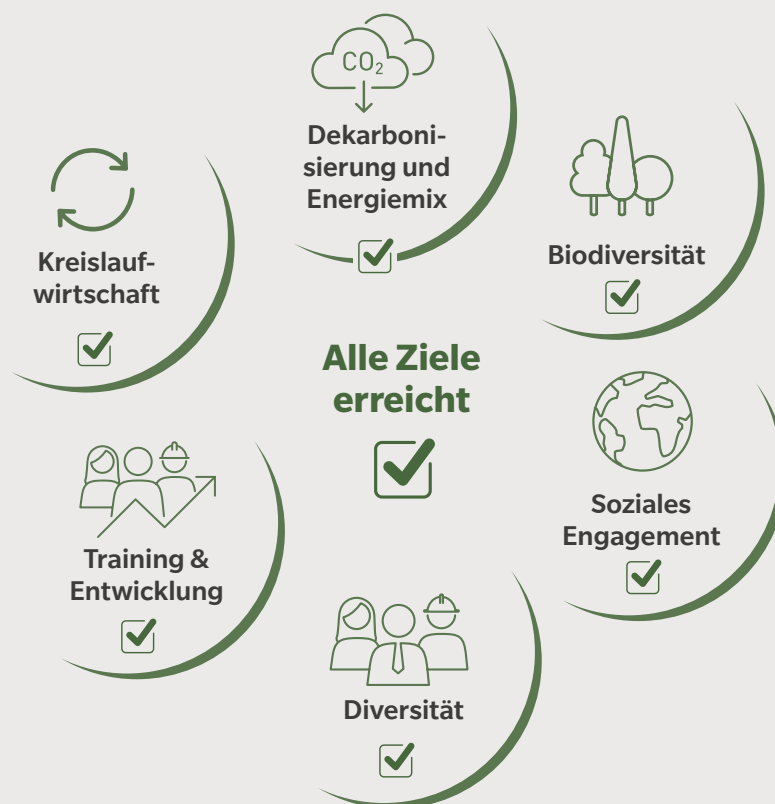 CO₂
Dekarboni-
sierung und
Energiemix
Kreislauf-
wirtschaft
Biodiversität
Alle Ziele
erreicht
Soziales
Engagement
Training &
Entwicklung
Diversität